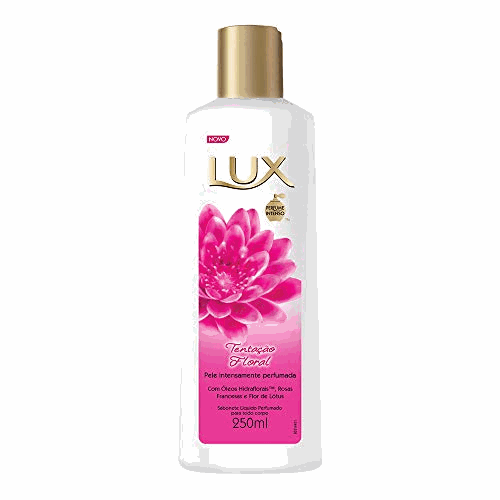 NOVO
LUX
PERFUME
INTENSO
Tentação
Floral
Pele intensamente perfumada
Com Óleos Hidraflorais™, Rosas
Francesas e Flor de Lótus
Sabonete Líquido Perfumado
para todo corpo
250ml